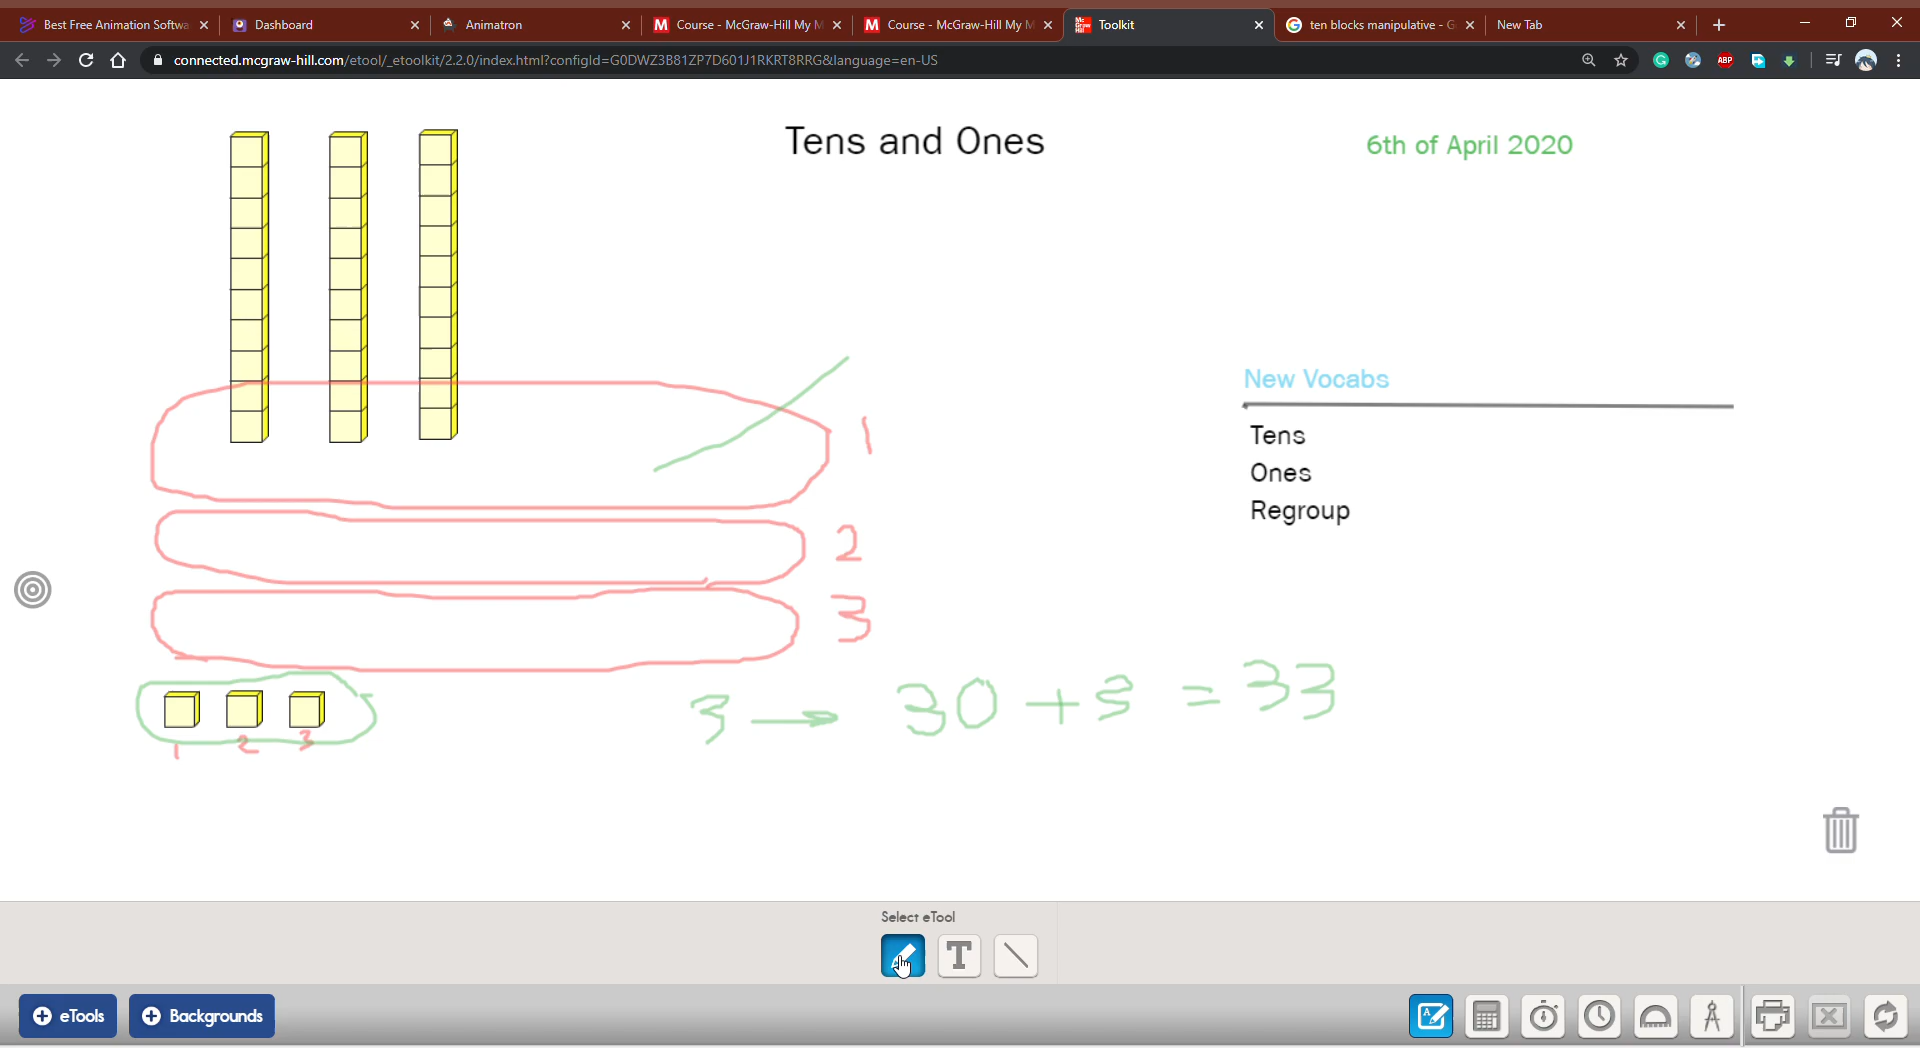 Best Free Animation Softwa
Dashboard
Animatron
Course - McGraw-Hill My M
Course - McGraw-Hill My M
Toolkit
ten blocks manipulative - G
New Tab
connected.mcgraw-hill.com/etool/_etoolkit/2.2.0/index.html?configId=G0DWZ3B81ZP7D601J1RKRT8RRG&language=en-US
Tens and Ones
6th of April 2020
New Vocabs
Tens
Ones
Regroup
1
2
3
3 → 30 + 3 = 33
1 2 3
Select eTool
T
eTools
Backgrounds